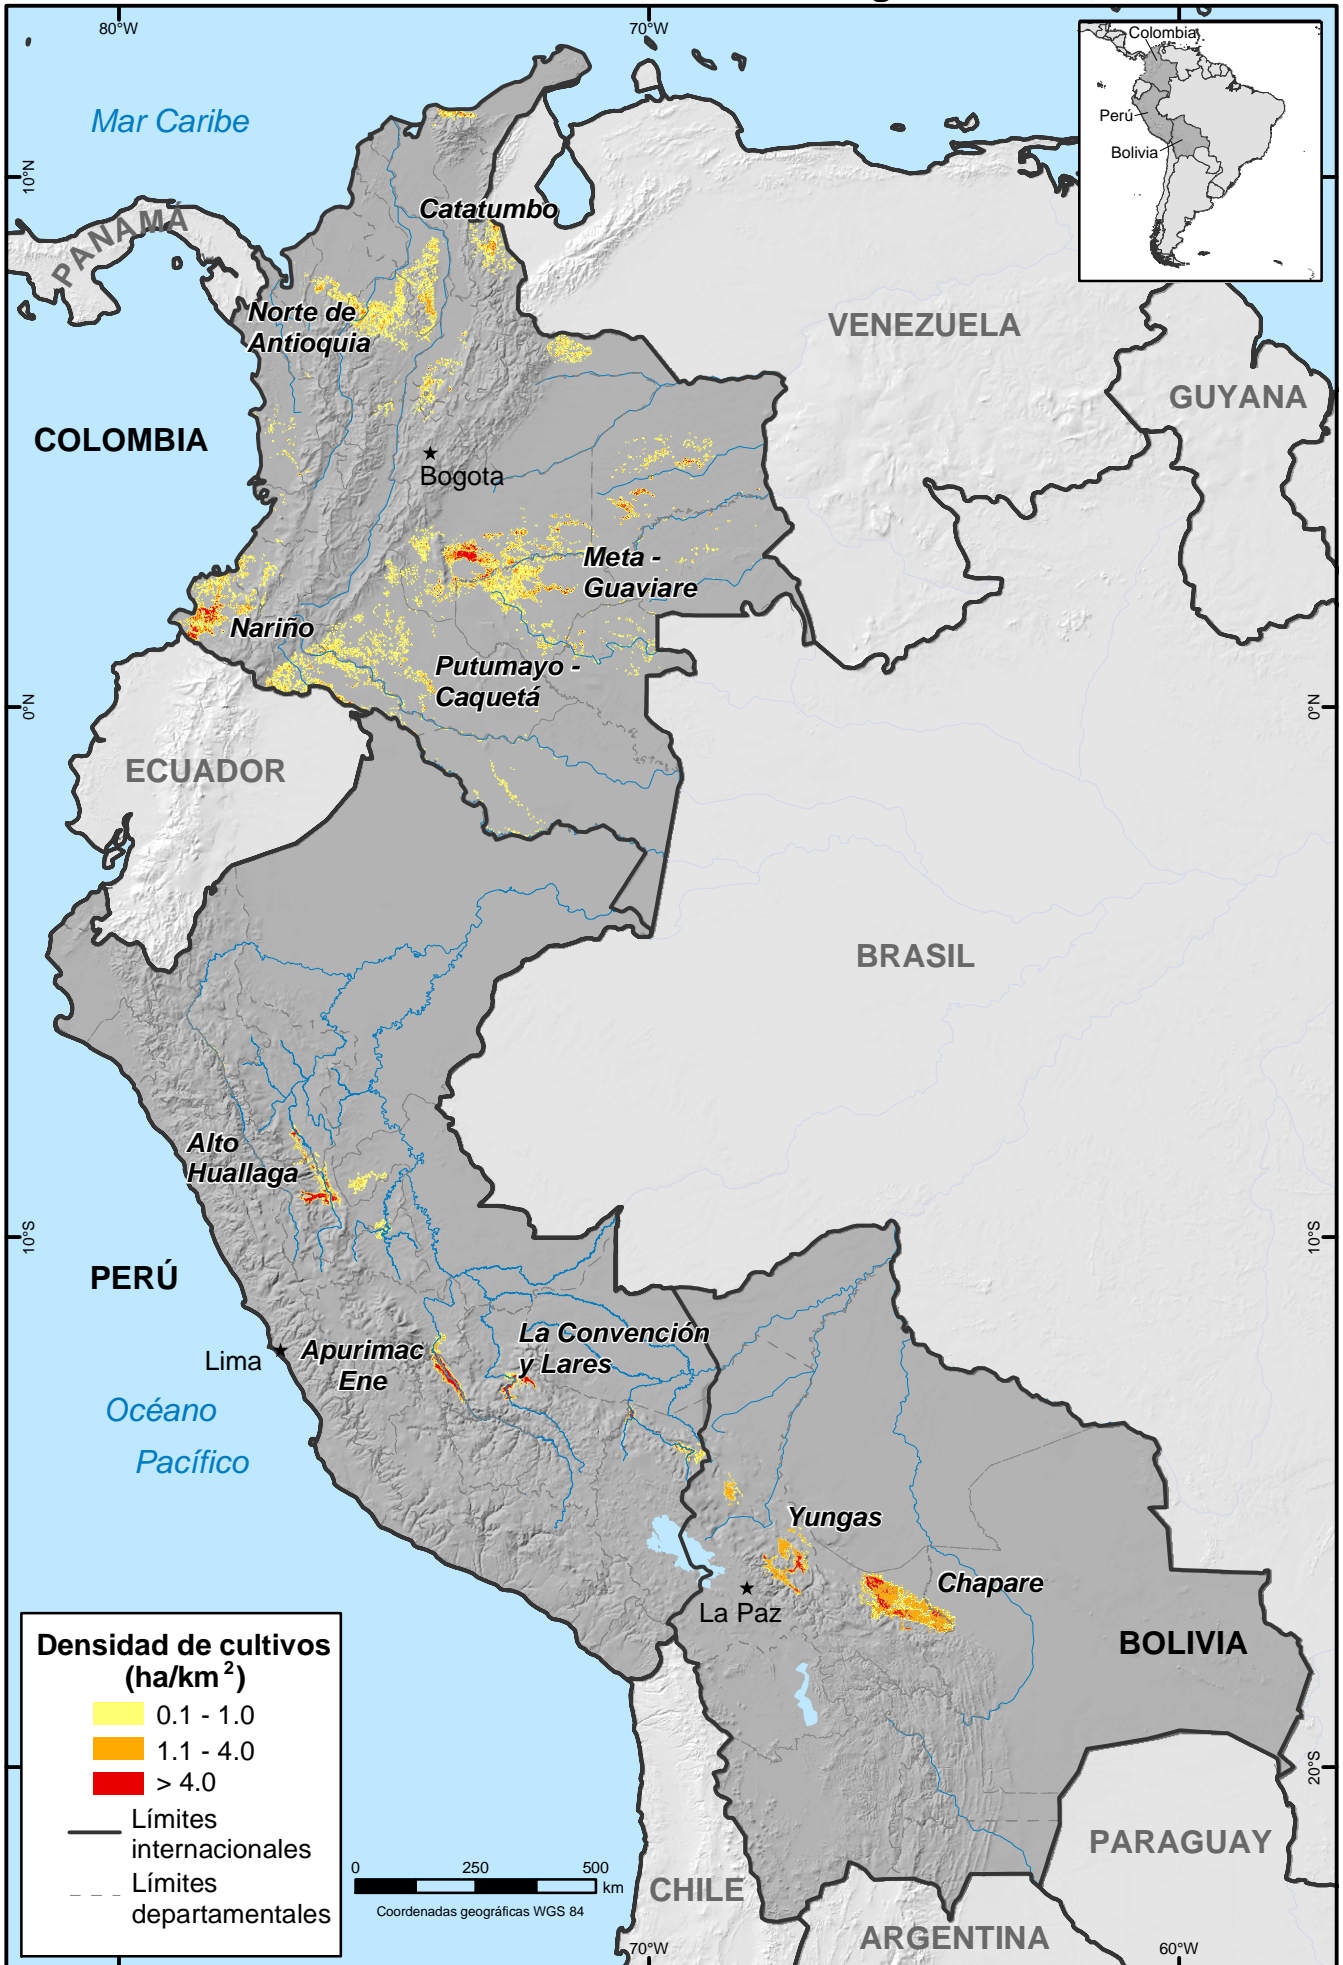 80°W
70°W
Colombia
Perú
Bolivia
Mar Caribe
10°N
10°N
PANAMÁ
Catatumbo
Norte de
Antioquia
VENEZUELA
GUYANA
COLOMBIA
Bogota
Meta -
Guaviare
Nariño
Putumayo -
Caquetá
0°N
0°N
ECUADOR
BRASIL
Alto
Huallaga
10°S
10°S
PERÚ
Lima
Apurimac
Ene
La Convención
y Lares
Océano
Pacífico
Yungas
Chapare
La Paz
BOLIVIA
Densidad de cultivos
(ha/km²)
0.1 - 1.0
1.1 - 4.0
> 4.0
Límites
internacionales
Límites
departamentales
0 250 500
km
Coordenadas geográficas WGS 84
20°S
PARAGUAY
CHILE
ARGENTINA
70°W
60°W